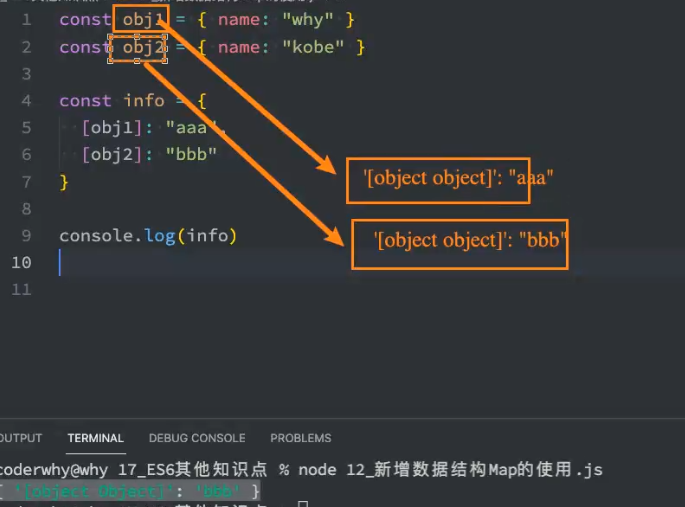 1 const obj1 = { name: "why" }
2 const obj2 = { name: "kobe" }
3
4 const info = {
5 [obj1]: "aaa",
6 [obj2]: "bbb"
7 }
8
9 console.log(info)
10
11
'[object object]': "aaa"
'[object object]': "bbb"
OUTPUT TERMINAL DEBUG CONSOLE PROBLEMS
coderwhy@why 17_ES6其他知识点 % node 12_新增数据结构Map的使用.js
{ '[object Object]': 'bbb' }